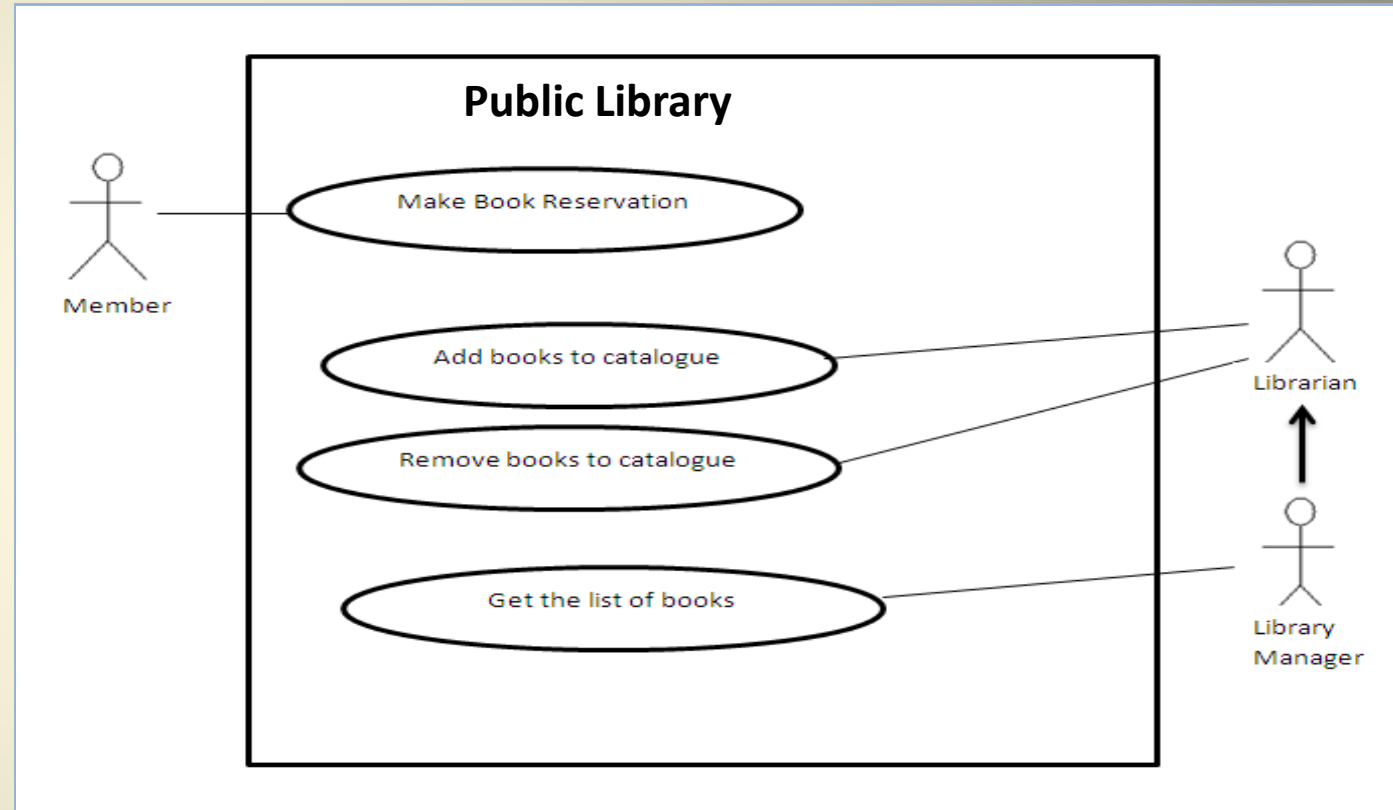 Public Library
Make Book Reservation
Member
Add books to catalogue
Librarian
Remove books to catalogue
Get the list of books
Library
Manager